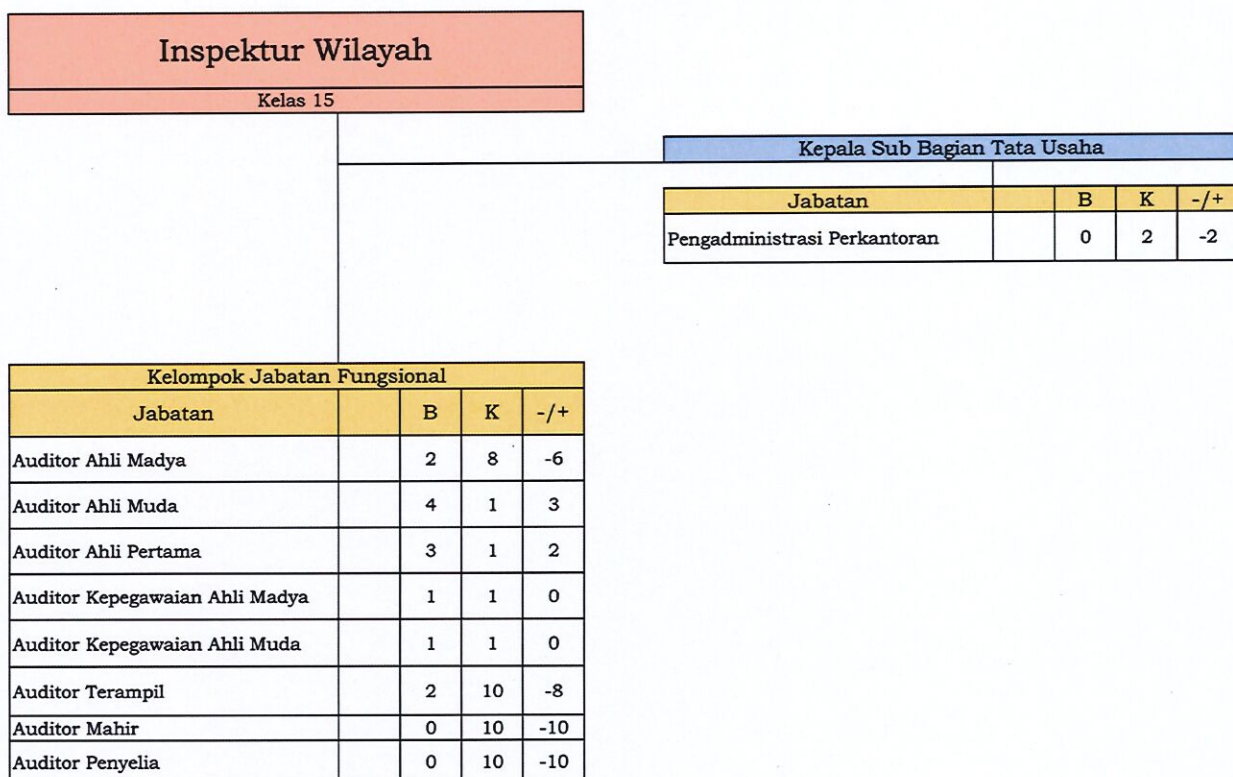 Inspektur Wilayah
Kelas 15
Kepala Sub Bagian Tata Usaha
Jabatan B K -/+
Pengadministrasi Perkantoran 0 2 -2
Kelompok Jabatan Fungsional
Jabatan B K -/+
Auditor Ahli Madya 2 8 -6
Auditor Ahli Muda 4 1 3
Auditor Ahli Pertama 3 1 2
Auditor Kepegawaian Ahli Madya 1 1 0
Auditor Kepegawaian Ahli Muda 1 1 0
Auditor Terampil 2 10 -8
Auditor Mahir 0 10 -10
Auditor Penyelia 0 10 -10